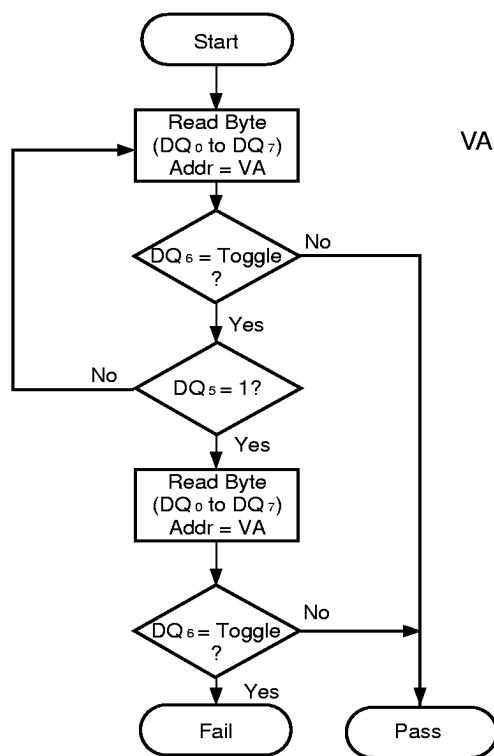 Start
Read Byte
(DQ0 to DQ7)
Addr = VA
VA
DQ6 = Toggle
?
No
Yes
No
DQ5 = 1?
Yes
Read Byte
(DQ0 to DQ7)
Addr = VA
DQ6 = Toggle
?
No
Yes
Fail
Pass